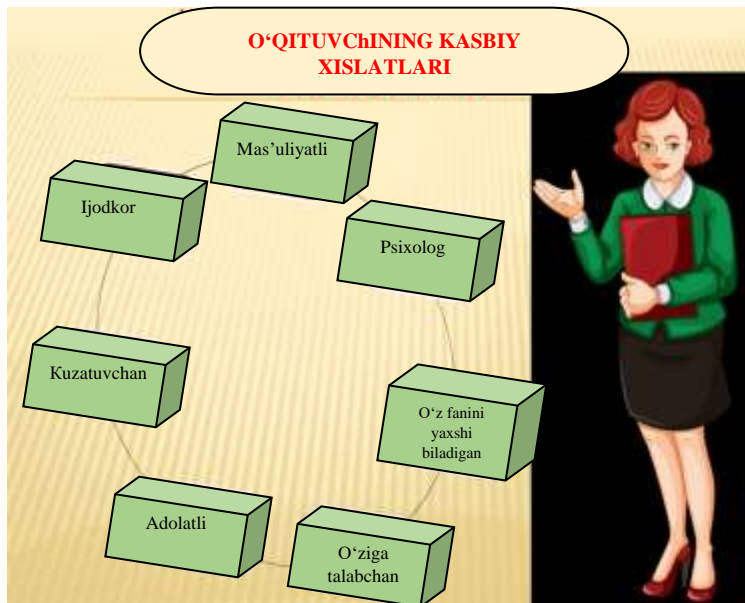 O‘QITUVChINING KASBIY
XISLATLARI
Mas’uliyatli
Psixolog
O‘z fanini
yaxshi
biladigan
O‘ziga
talabchan
Adolatli
Kuzatuvchan
Ijodkor